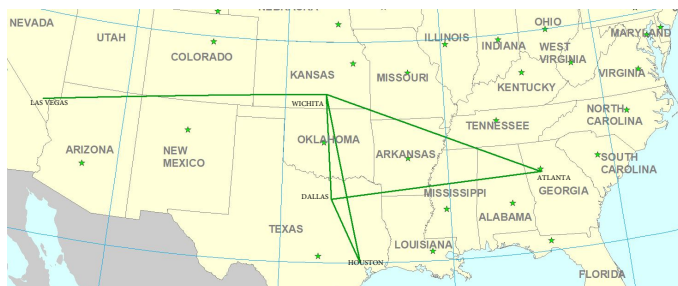 NEVADA
UTAH
COLORADO
KANSAS
MISSOURI
ILLINOIS
INDIANA
OHIO
WEST
VIRGINIA
MARYLAND
VIRGINIA
KENTUCKY
LAS VEGAS
WICHITA
ARIZONA
NEW
MEXICO
OKLAHOMA
ARKANSAS
TENNESSEE
NORTH
CAROLINA
SOUTH
CAROLINA
ATLANTA
GEORGIA
DALLAS
MISSISSIPPI
ALABAMA
TEXAS
LOUISIANA
HOUSTON
FLORIDA